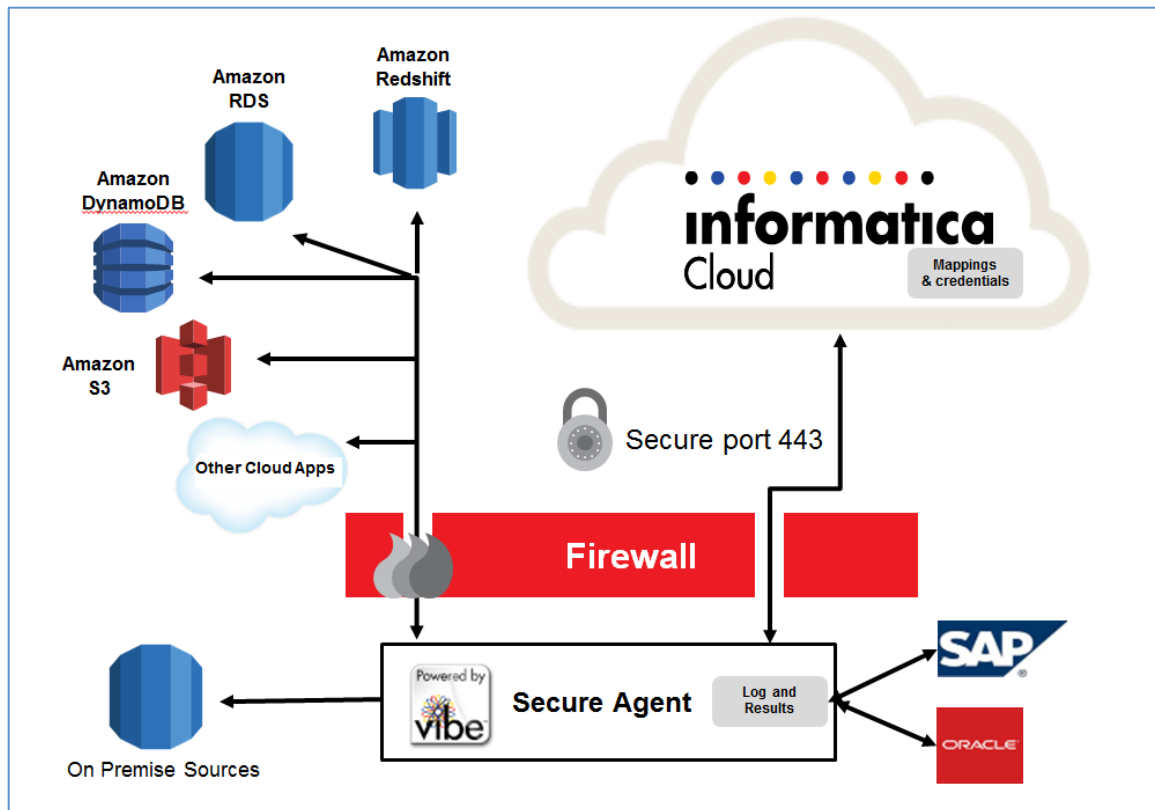 Amazon
Redshift
Amazon
RDS
Amazon
DynamoDB
Amazon
S3
Other Cloud Apps
informatica
Cloud
Mappings
& credentials
Secure port 443
Firewall
Powered by
vibe™
Secure Agent
Log and
Results
On Premise Sources
SAP
®
ORACLE